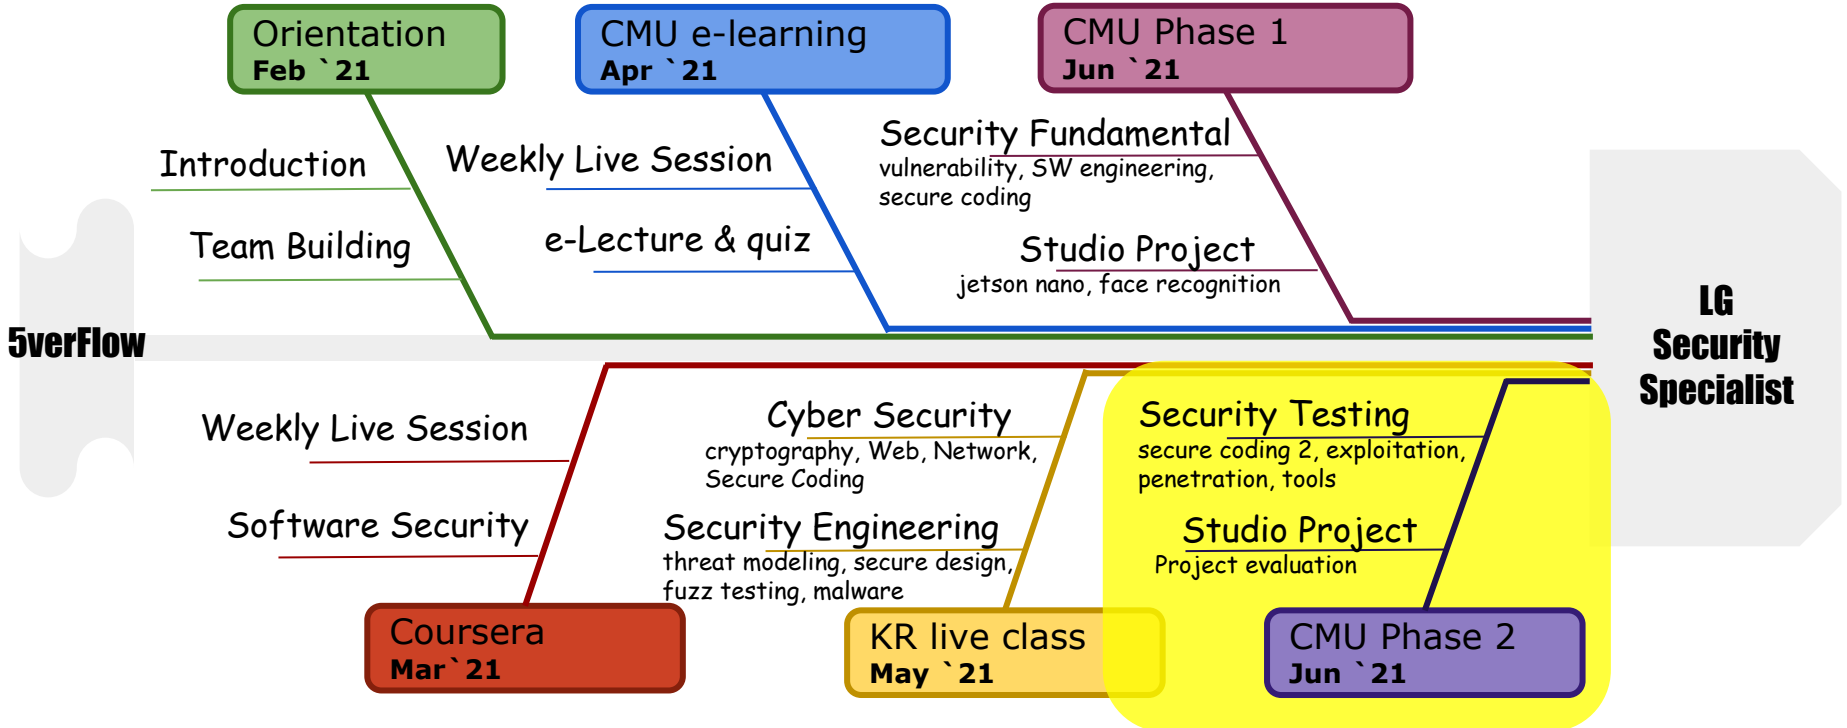 Orientation
Feb `21
CMU e-learning
Apr `21
CMU Phase 1
Jun `21
Introduction
Team Building
Weekly Live Session
e-Lecture & quiz
Security Fundamental
vulnerability, SW engineering,
secure coding
Studio Project
jetson nano, face recognition
5verFlow
LG
Security
Specialist
Weekly Live Session
Software Security
Cyber Security
cryptography, Web, Network,
Secure Coding
Security Engineering
threat modeling, secure design,
fuzz testing, malware
Security Testing
secure coding 2, exploitation,
penetration, tools
Studio Project
Project evaluation
Coursera
Mar`21
KR live class
May `21
CMU Phase 2
Jun `21